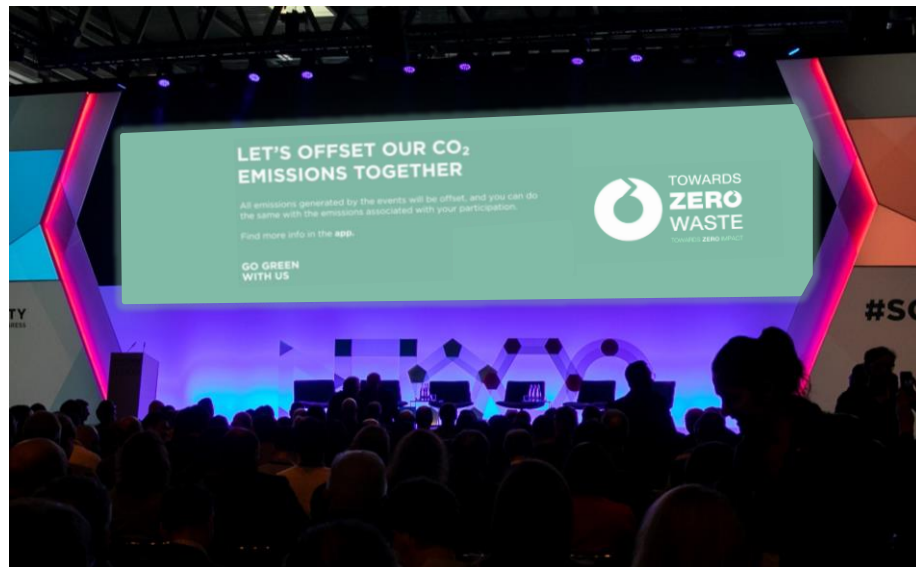 LET'S OFFSET OUR CO₂
EMISSIONS TOGETHER
All emissions generated by the events will be offset, and you can do
the same with the emissions associated with your participation.
Find more info in the app.
GO GREEN
WITH US
TOWARDS
ZERO
WASTE
TOWARDS ZERO IMPACT
TY
#SC